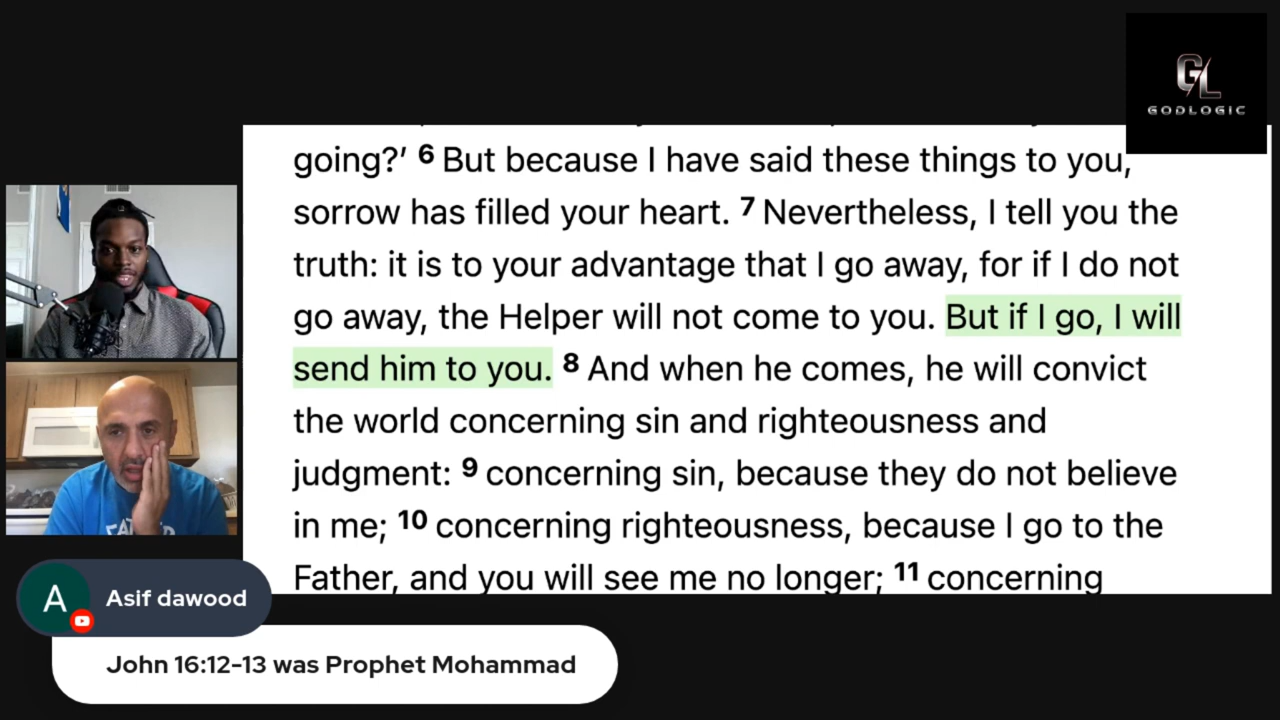 GL
GODLOGIC
going?’ 6 But because I have said these things to you,
sorrow has filled your heart. 7 Nevertheless, I tell you the
truth: it is to your advantage that I go away, for if I do not
go away, the Helper will not come to you. But if I go, I will
send him to you. 8 And when he comes, he will convict
the world concerning sin and righteousness and
judgment: 9 concerning sin, because they do not believe
in me; 10 concerning righteousness, because I go to the
Father, and you will see me no longer; 11 concerning
A
Asif dawood
John 16:12-13 was Prophet Mohammad